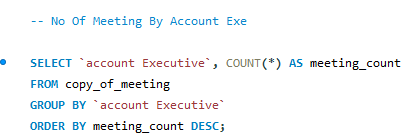 -- No Of Meeting By Account Exe
SELECT `account Executive`, COUNT(*) AS meeting_count
FROM copy_of_meeting
GROUP BY `account Executive`
ORDER BY meeting_count DESC;